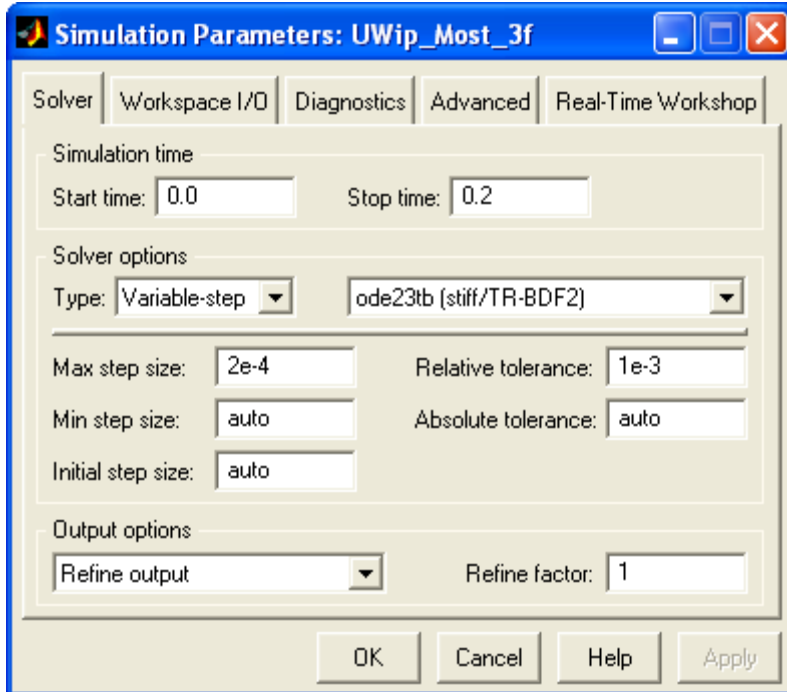 Simulation Parameters: UWip_Most_3f
Solver Workspace I/O Diagnostics Advanced Real-Time Workshop
Simulation time
Start time: 0.0 Stop time: 0.2
Solver options
Type: Variable-step ode23tb (stiff/TR-BDF2)
Max step size: 2e-4 Relative tolerance: 1e-3
Min step size: auto Absolute tolerance: auto
Initial step size: auto
Output options
Refine output Refine factor: 1
OK Cancel Help Apply